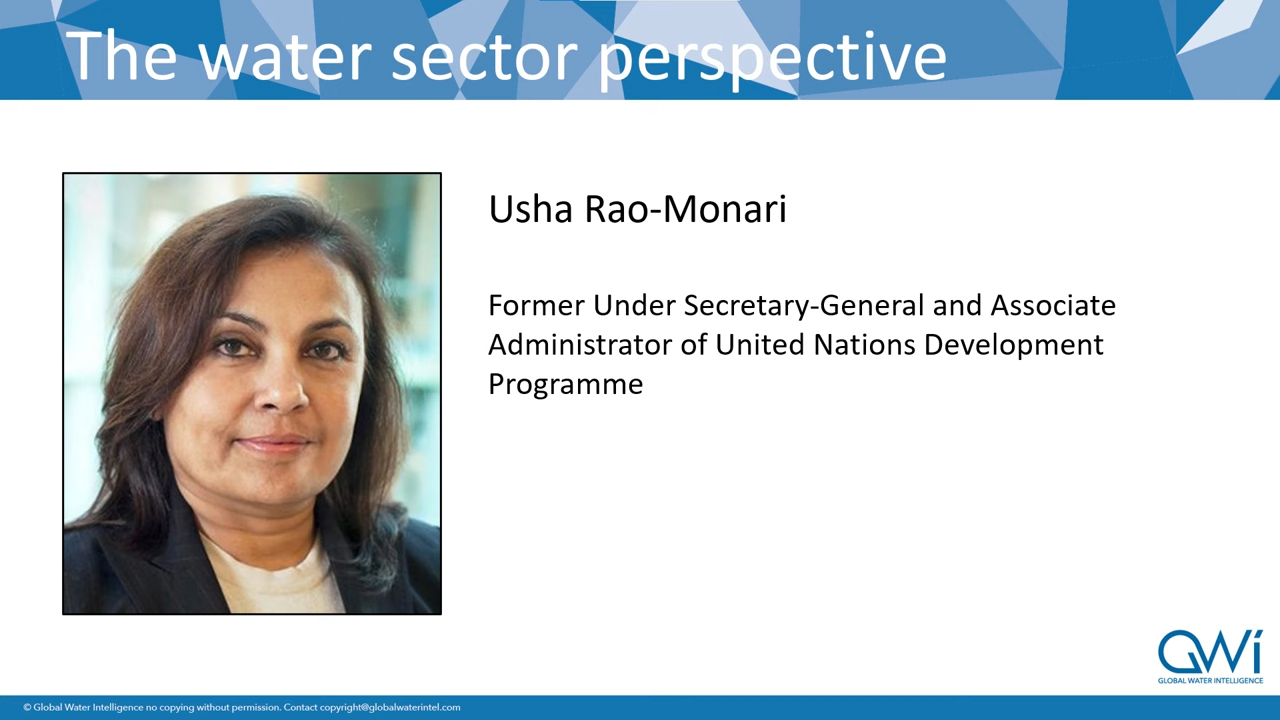 The water sector perspective
Usha Rao-Monari
Former Under Secretary-General and Associate
Administrator of United Nations Development
Programme
GWi
GLOBAL WATER INTELLIGENCE
© Global Water Intelligence no copying without permission. Contact copyright@globalwaterintel.com